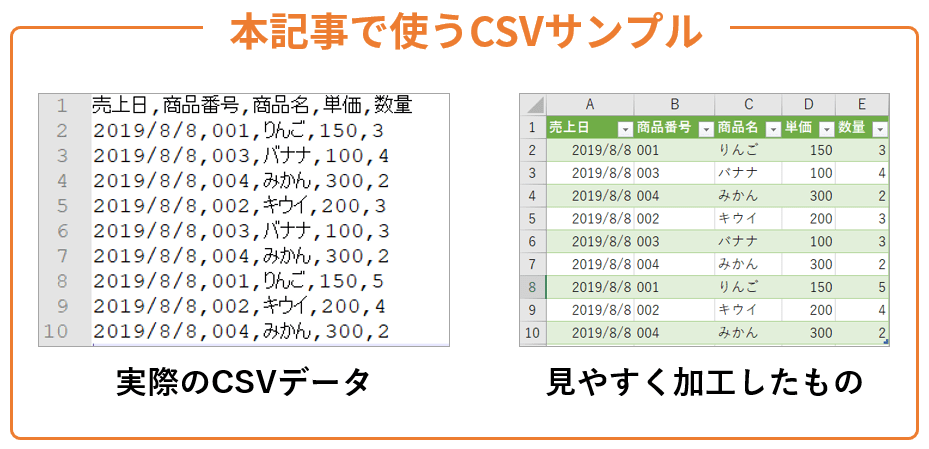 本記事で使うCSVサンプル
1 売上日,商品番号,商品名,単価,数量
2 2019/8/8,001,りんご,150,3
3 2019/8/8,003,バナナ,100,4
4 2019/8/8,004,みかん,300,2
5 2019/8/8,002,キウイ,200,3
6 2019/8/8,003,バナナ,100,3
7 2019/8/8,004,みかん,300,2
8 2019/8/8,001,りんご,150,5
9 2019/8/8,002,キウイ,200,4
10 2019/8/8,004,みかん,300,2
実際のCSVデータ
A B C D E
1 売上日 商品番号 商品名 単価 数量
2 2019/8/8 001 りんご 150 3
3 2019/8/8 003 バナナ 100 4
4 2019/8/8 004 みかん 300 2
5 2019/8/8 002 キウイ 200 3
6 2019/8/8 003 バナナ 100 3
7 2019/8/8 004 みかん 300 2
8 2019/8/8 001 りんご 150 5
9 2019/8/8 002 キウイ 200 4
10 2019/8/8 004 みかん 300 2
見やすく加工したもの